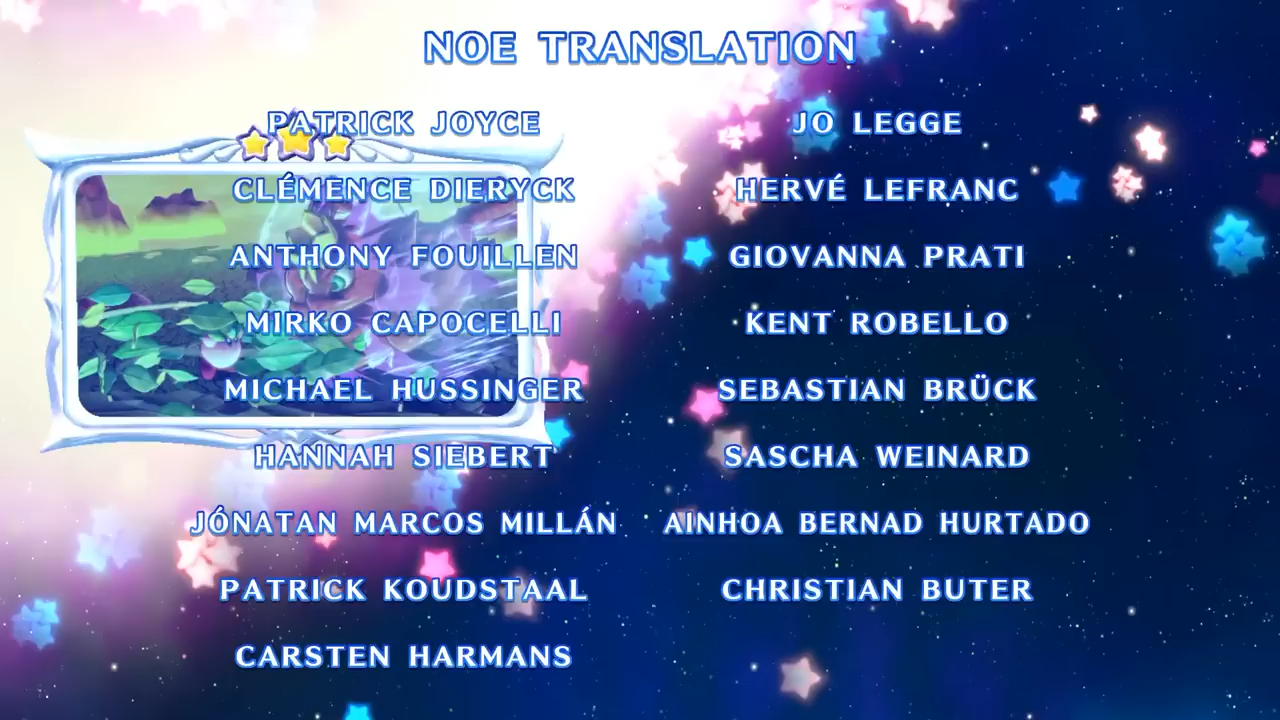 NOE TRANSLATION
PATRICK JOYCE JO LEGGE
CLÉMENCE DIERYCK HERVÉ LEFRANC
ANTHONY FOUILLEN GIOVANNA PRATI
MIRKO CAPOCELLI KENT ROBELLO
MICHAEL HUSSINGER SEBASTIAN BRÜCK
HANNAH SIEBERT SASCHA WEINARD
JÓNATAN MARCOS MILLÁN AINHOA BERNAD HURTADO
PATRICK KOUDSTAAL CHRISTIAN BUTER
CARSTEN HARMANS